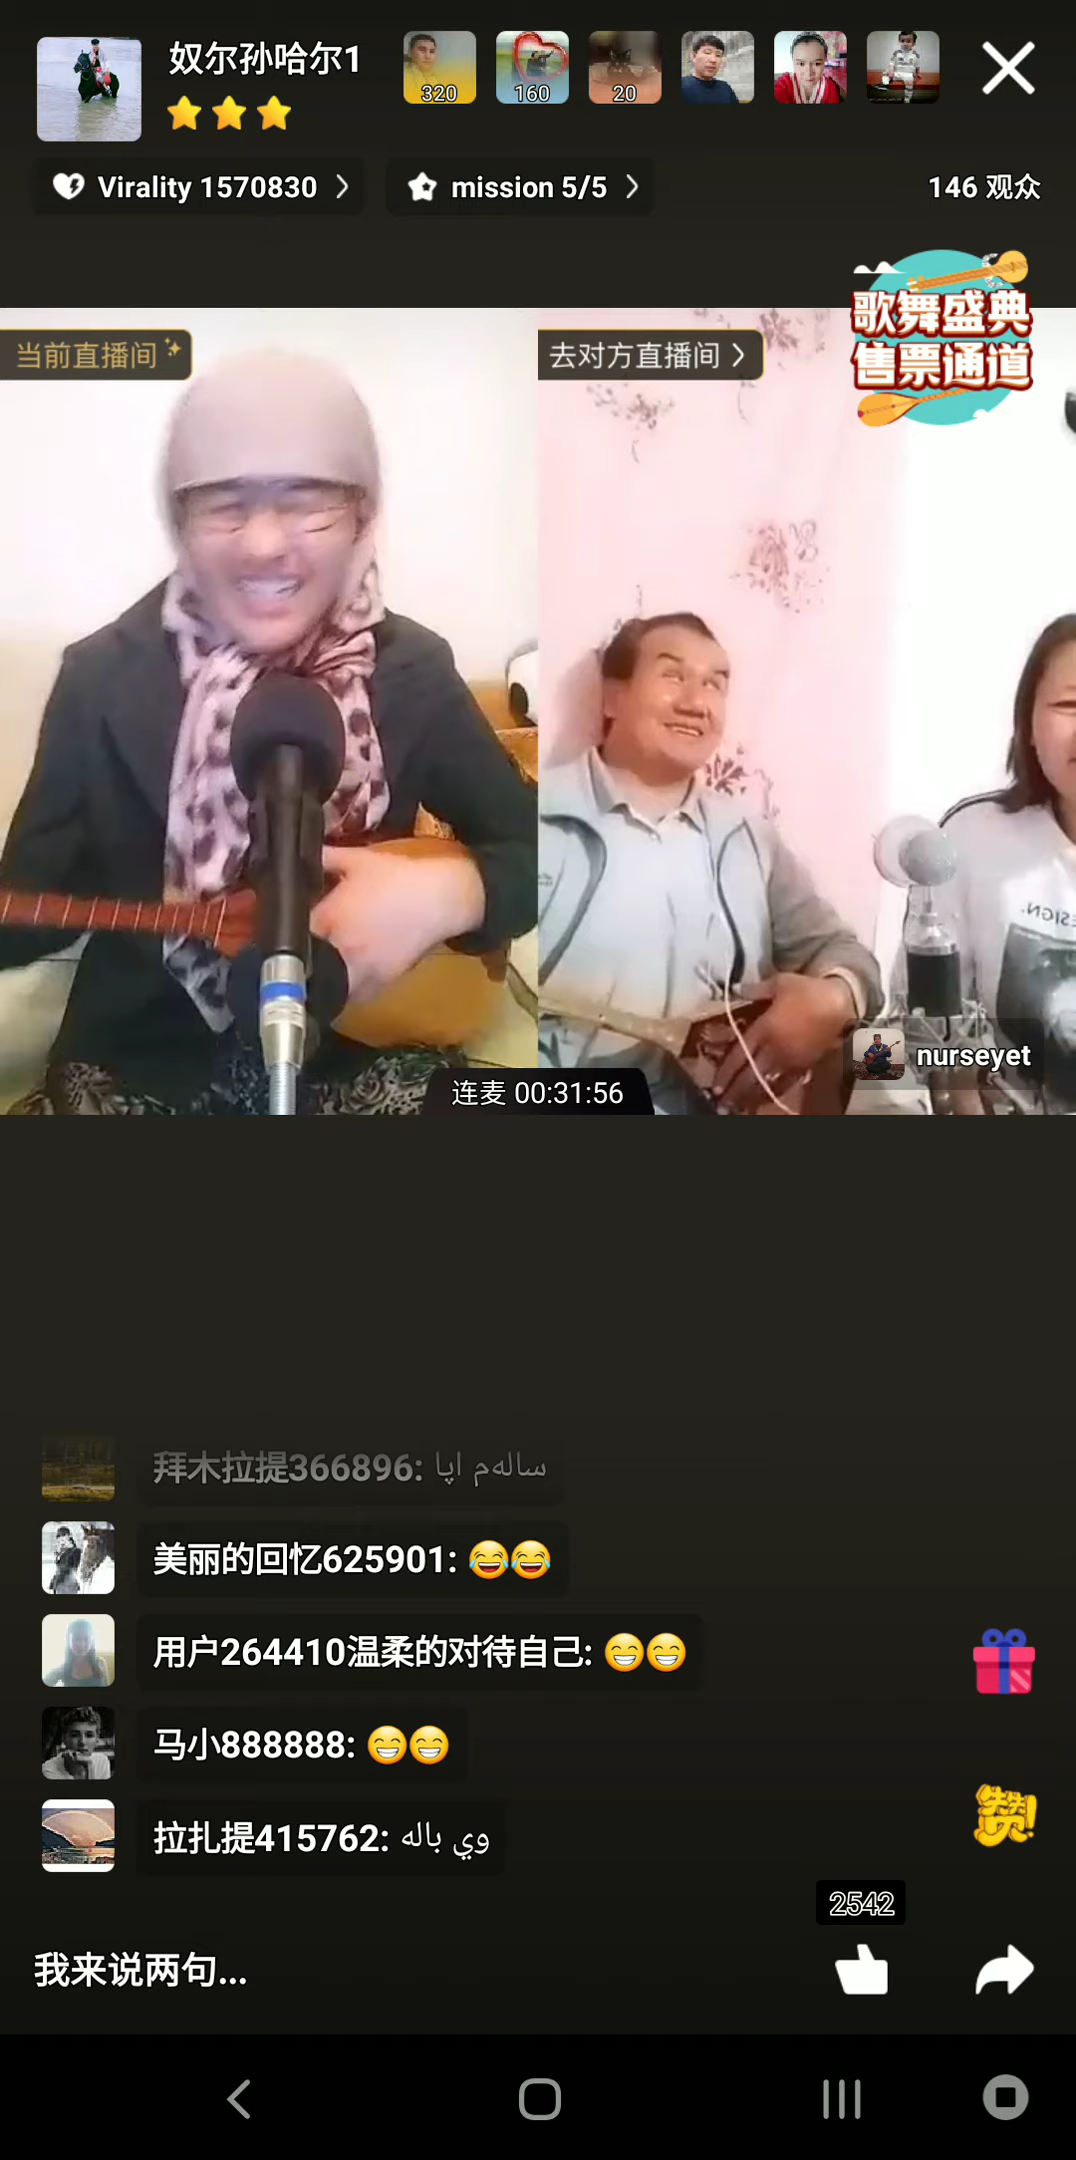 奴尔孙哈尔1
320
160
20
Virality 1570830
mission 5/5
146 观众
歌舞盛典
售票通道
当前直播间
去对方直播间
nurseyet
连麦 00:31:56
拜木拉提366896: سالەم اپا
美丽的回忆625901: 😂😂
用户264410温柔的对待自己: 😁😁
马小888888: 😁😁
拉扎提415762: وي بالە
赞!
2542
我来说两句...